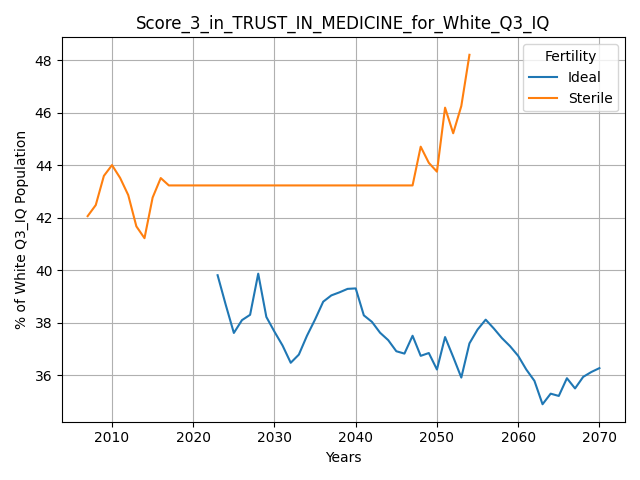 Score_3_in_TRUST_IN_MEDICINE_for_White_Q3_IQ
Fertility
Ideal
Sterile
% of White Q3_IQ Population
48
46
44
42
40
38
36
2010
2020
2030
2040
2050
2060
2070
Years